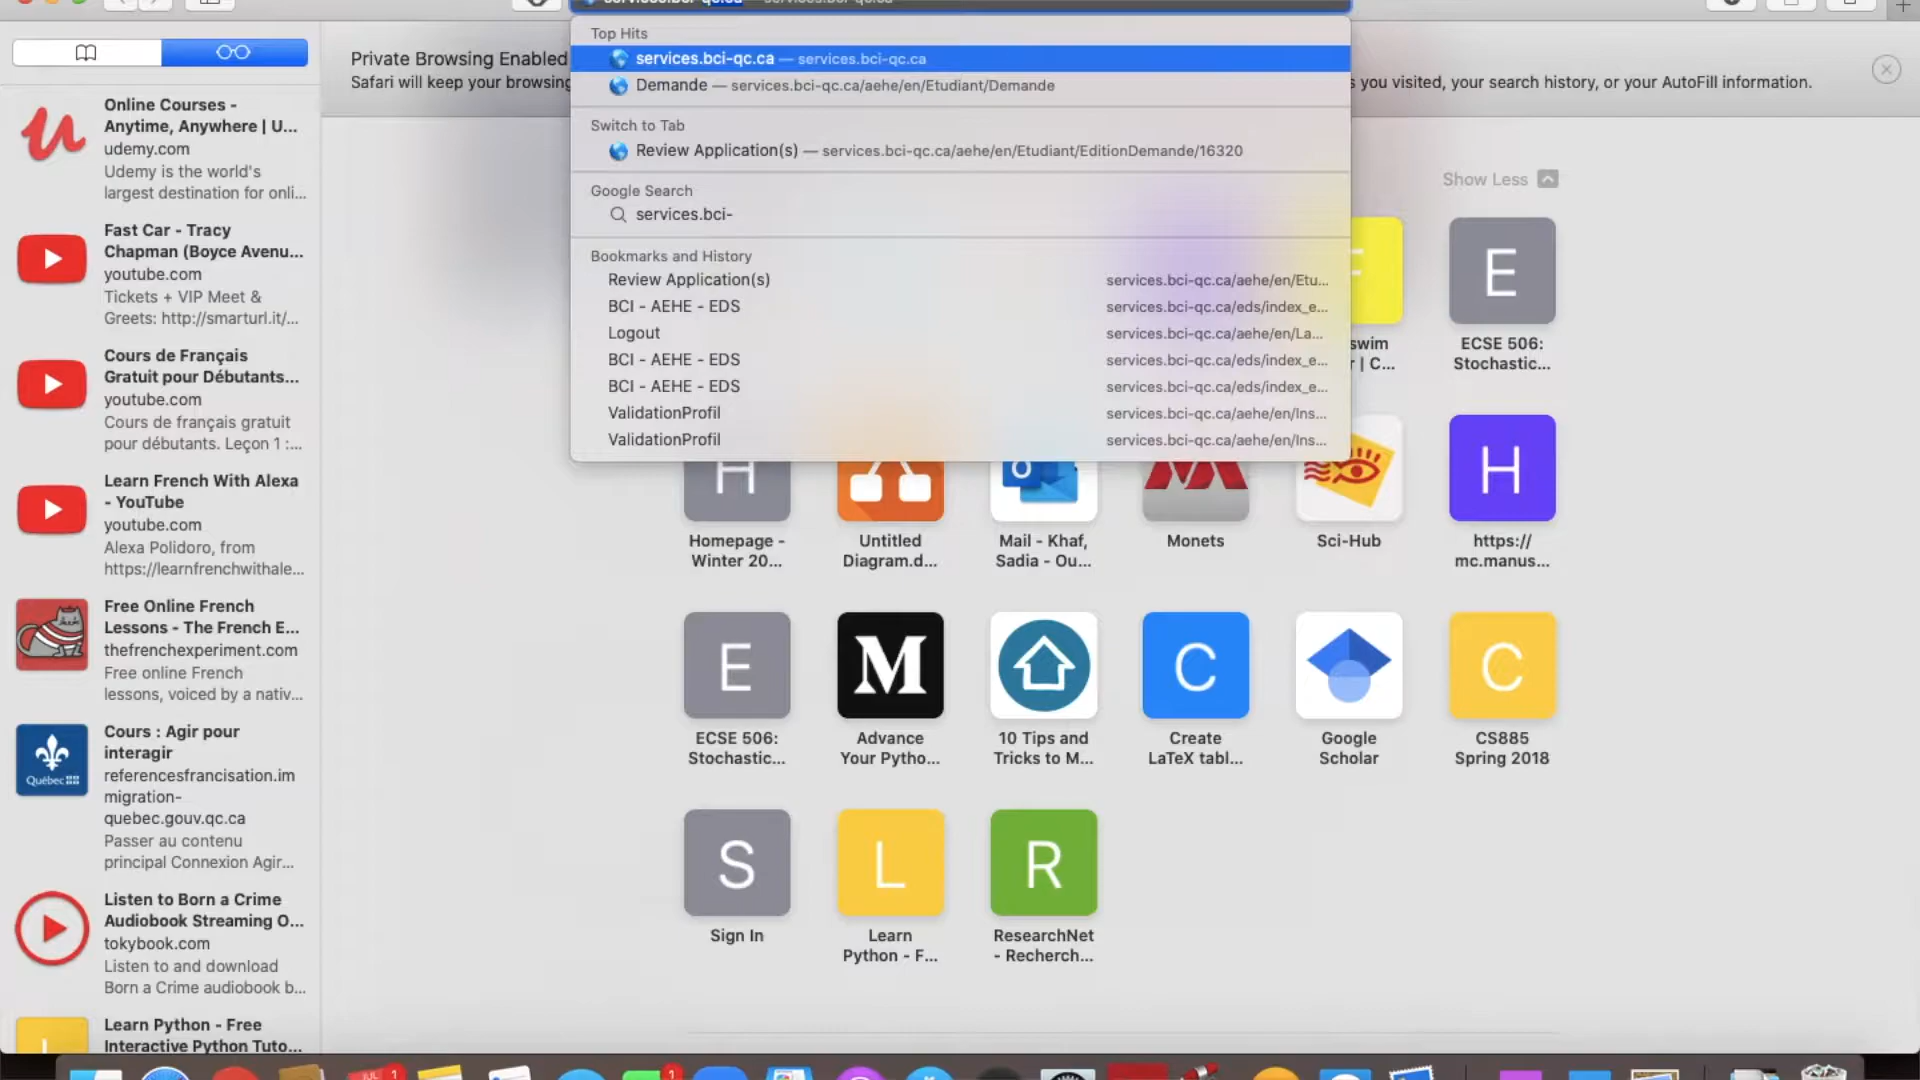 services.bci-qc.ca — services.bci-qc.ca
Private Browsing Enabled
Safari will keep your browsing
s you visited, your search history, or your AutoFill information.
Top Hits
services.bci-qc.ca — services.bci-qc.ca
Demande — services.bci-qc.ca/aehe/en/Etudiant/Demande
Switch to Tab
Review Application(s) — services.bci-qc.ca/aehe/en/Etudiant/EditionDemande/16320
Google Search
services.bci-
Bookmarks and History
Review Application(s) services.bci-qc.ca/aehe/en/Etu...
BCI - AEHE - EDS services.bci-qc.ca/eds/index_e...
Logout services.bci-qc.ca/aehe/en/La...
BCI - AEHE - EDS services.bci-qc.ca/eds/index_e...
BCI - AEHE - EDS services.bci-qc.ca/eds/index_e...
ValidationProfil services.bci-qc.ca/aehe/en/Ins...
ValidationProfil services.bci-qc.ca/aehe/en/Ins...
Online Courses -
Anytime, Anywhere | U...
udemy.com
Udemy is the world's
largest destination for onli...
Fast Car - Tracy
Chapman (Boyce Avenu...
youtube.com
Tickets + VIP Meet &
Greets: http://smarturl.it/...
Cours de Français
Gratuit pour Débutants...
youtube.com
Cours de français gratuit
pour débutants. Leçon 1 :...
Learn French With Alexa
- YouTube
youtube.com
Alexa Polidoro, from
https://learnfrenchwithale...
Free Online French
Lessons - The French E...
thefrenchexperiment.com
Free online French
lessons, voiced by a nativ...
Québec
Cours : Agir pour
interagir
referencesfrancisation.im
migration-
quebec.gouv.qc.ca
Passer au contenu
principal Connexion Agir...
Listen to Born a Crime
Audiobook Streaming O...
tokybook.com
Listen to and download
Born a Crime audiobook b...
L
Learn Python - Free
Interactive Python Tuto...
Show Less
F
E
swim
r | C...
ECSE 506:
Stochastic...
H
O
H
Homepage -
Winter 20...
Untitled
Diagram.d...
Mail - Khaf,
Sadia - Ou...
Monets
Sci-Hub
https://
mc.manus...
E
M
C
C
ECSE 506:
Stochastic...
Advance
Your Pytho...
10 Tips and
Tricks to M...
Create
LaTeX tabl...
Google
Scholar
CS885
Spring 2018
S
L
R
Sign In
Learn
Python - F...
ResearchNet
- Recherch...
JUL
1
1